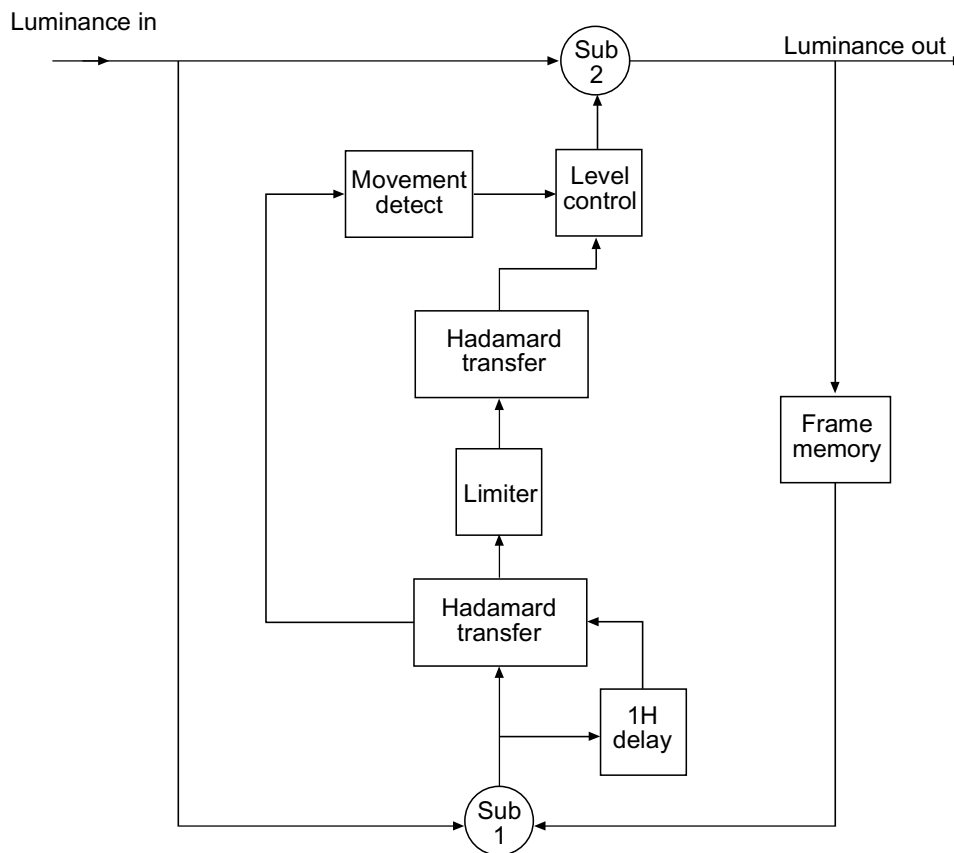 Luminance in
Sub
2
Luminance out
Movement
detect
Level
control
Hadamard
transfer
Frame
memory
Limiter
Hadamard
transfer
1H
delay
Sub
1